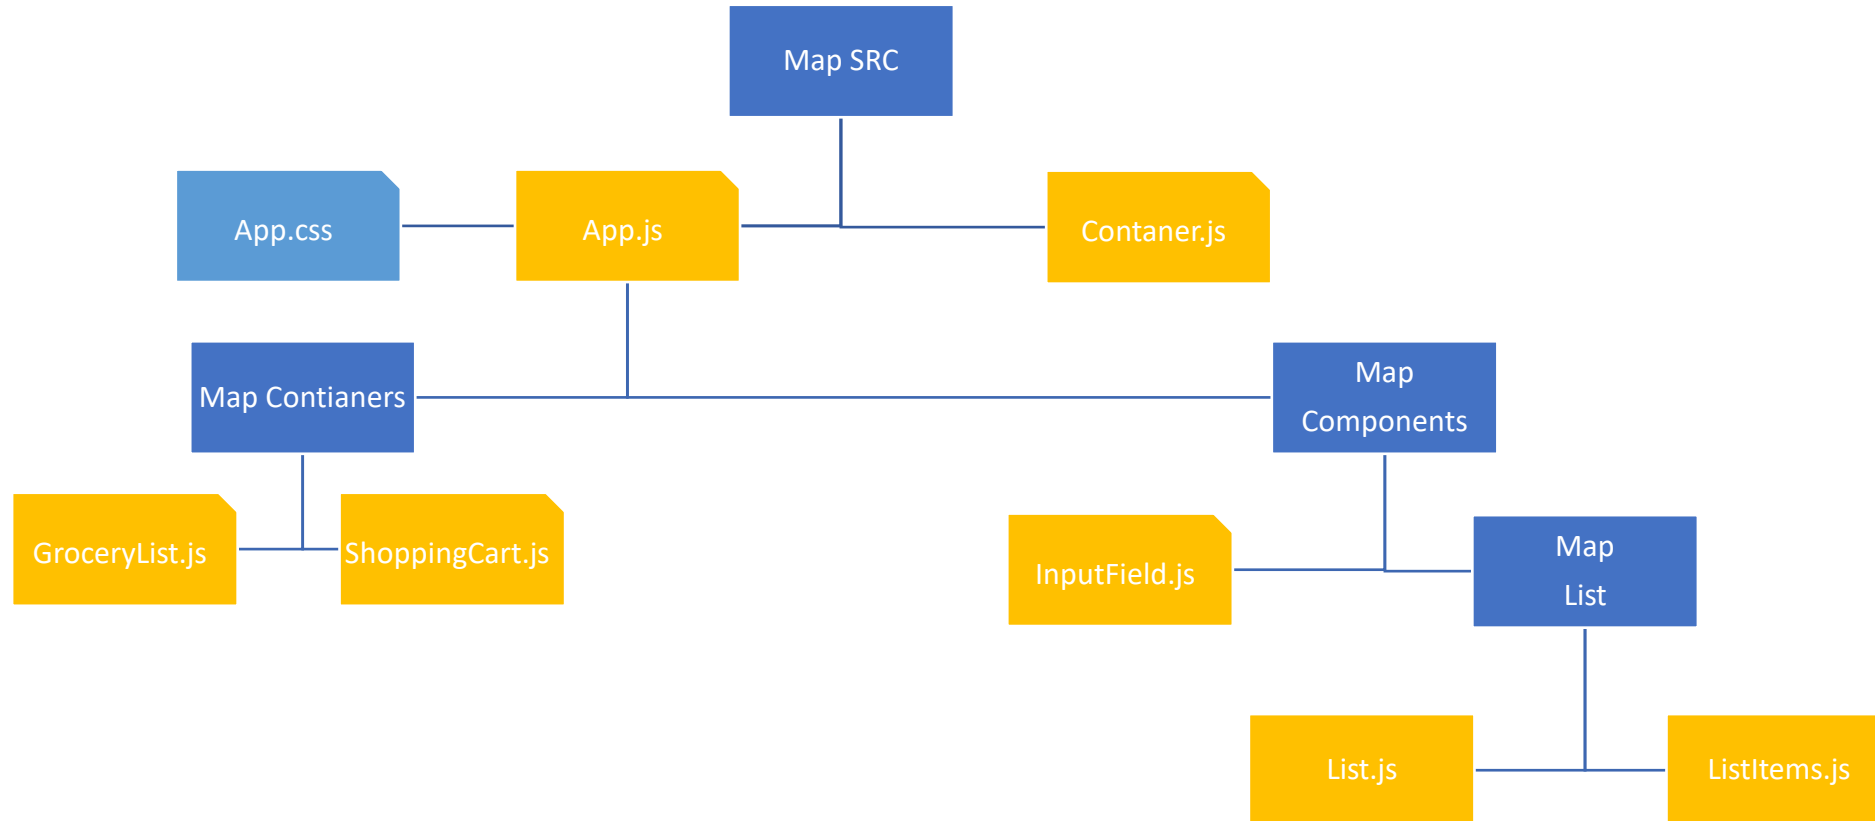 Map SRC
App.css
App.js
Contaner.js
Map Contianers
Map
Components
GroceryList.js
ShoppingCart.js
InputField.js
Map
List
List.js
ListItems.js